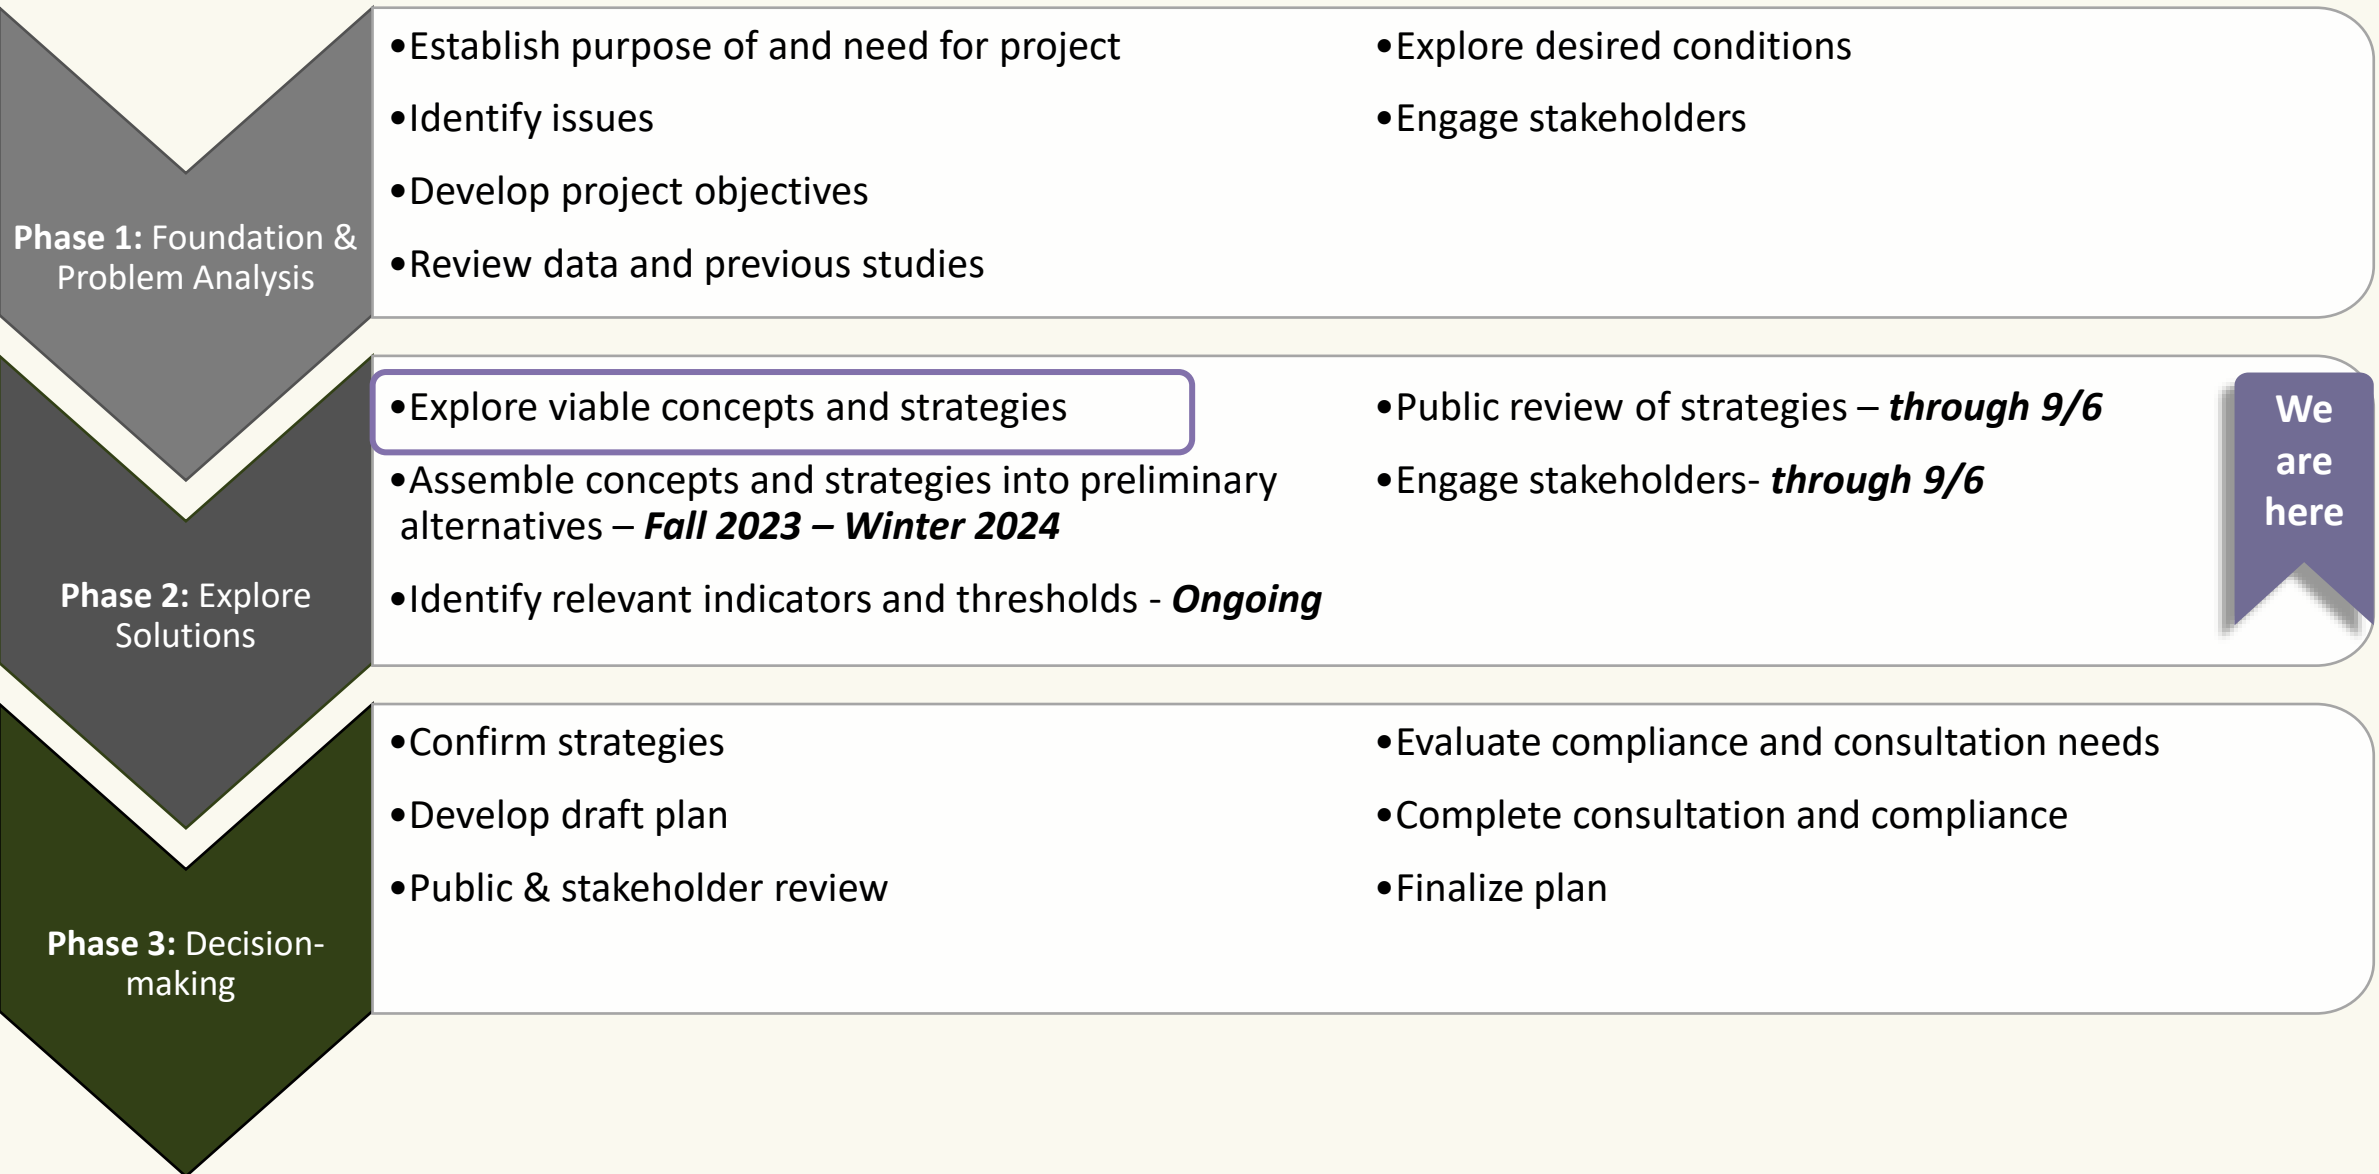 Phase 1: Foundation &
Problem Analysis
•Establish purpose of and need for project
•Identify issues
•Develop project objectives
•Review data and previous studies
•Explore desired conditions
•Engage stakeholders
Phase 2: Explore
Solutions
•Explore viable concepts and strategies
•Assemble concepts and strategies into preliminary
alternatives – Fall 2023 – Winter 2024
•Identify relevant indicators and thresholds - Ongoing
•Public review of strategies – through 9/6
•Engage stakeholders- through 9/6
We
are
here
Phase 3: Decision-
making
•Confirm strategies
•Develop draft plan
•Public & stakeholder review
•Evaluate compliance and consultation needs
•Complete consultation and compliance
•Finalize plan